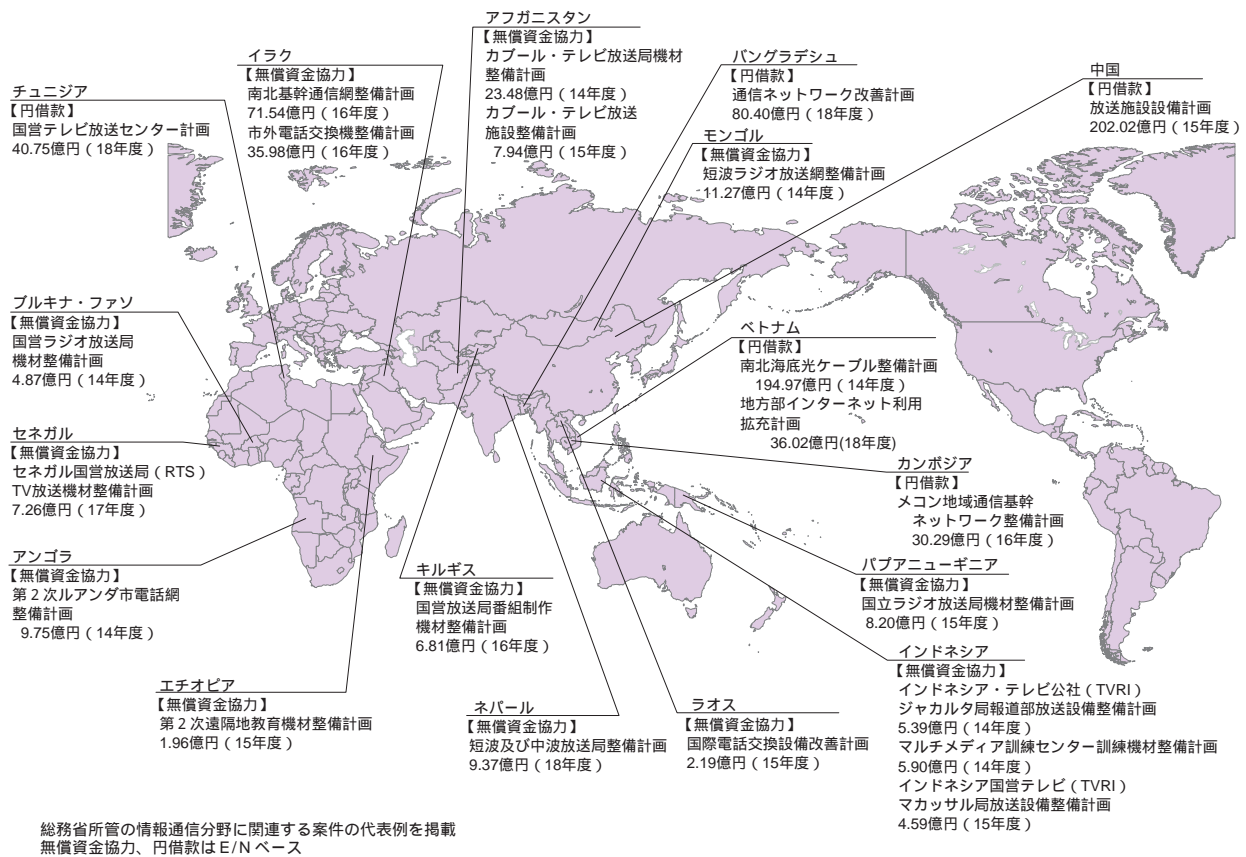 チュニジア
【円借款】
国営テレビ放送センター計画
40.75億円（18年度）
イラク
【無償資金協力】
南北基幹通信網整備計画
71.54億円（16年度）
市外電話交換機整備計画
35.98億円（16年度）
アフガニスタン
【無償資金協力】
カブール・テレビ放送局機材
整備計画
23.48億円（14年度）
カブール・テレビ放送
施設整備計画
7.94億円（15年度）
バングラデシュ
【円借款】
通信ネットワーク改善計画
80.40億円（18年度）
モンゴル
【無償資金協力】
短波ラジオ放送網整備計画
11.27億円（14年度）
中国
【円借款】
放送施設設備計画
202.02億円（15年度）
ブルキナ・ファソ
【無償資金協力】
国営ラジオ放送局
機材整備計画
4.87億円（14年度）
セネガル
【無償資金協力】
セネガル国営放送局（RTS）
TV放送機材整備計画
7.26億円（17年度）
アンゴラ
【無償資金協力】
第２次ルアンダ市電話網
整備計画
9.75億円（14年度）
エチオピア
【無償資金協力】
第２次遠隔地教育機材整備計画
1.96億円（15年度）
キルギス
【無償資金協力】
国営放送局番組制作
機材整備計画
6.81億円（16年度）
ネパール
【無償資金協力】
短波及び中波放送局整備計画
9.37億円（18年度）
ラオス
【無償資金協力】
国際電話交換設備改善計画
2.19億円（15年度）
ベトナム
【円借款】
南北海底光ケーブル整備計画
194.97億円（14年度）
地方部インターネット利用
拡充計画
36.02億円(18年度)
カンボジア
【円借款】
メコン地域通信基幹
ネットワーク整備計画
30.29億円（16年度）
パプアニューギニア
【無償資金協力】
国立ラジオ放送局機材整備計画
8.20億円（15年度）
インドネシア
【無償資金協力】
インドネシア・テレビ公社（TVRI）
ジャカルタ局報道部放送設備整備計画
5.39億円（14年度）
マルチメディア訓練センター訓練機材整備計画
5.90億円（14年度）
インドネシア国営テレビ（TVRI）
マカッサル局放送設備整備計画
4.59億円（15年度）
総務省所管の情報通信分野に関連する案件の代表例を掲載
無償資金協力、円借款はE/Nベース